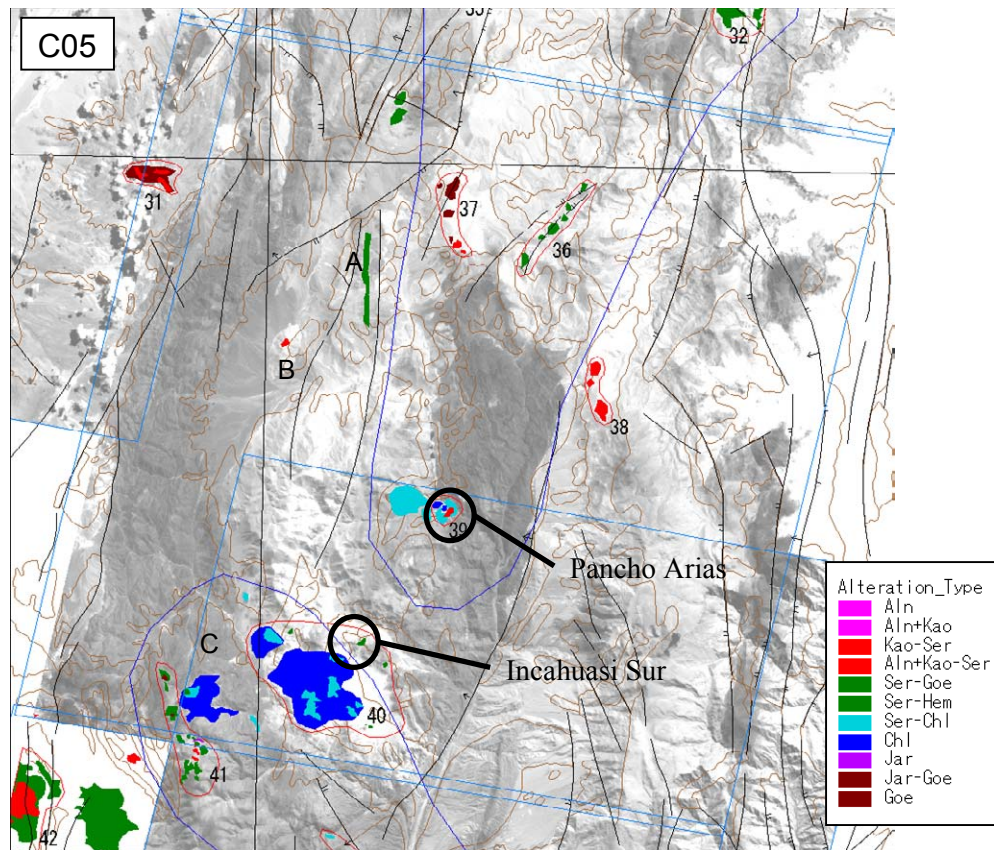 C05
33
32
31
37
36
A
B
38
39
Pancho Arias
C
Incahuasi Sur
40
41
42
Alteration_Type
Aln
Aln+Kao
Kao-Ser
Aln+Kao-Ser
Ser-Goe
Ser-Hem
Ser-Chl
Chl
Jar
Jar-Goe
Goe